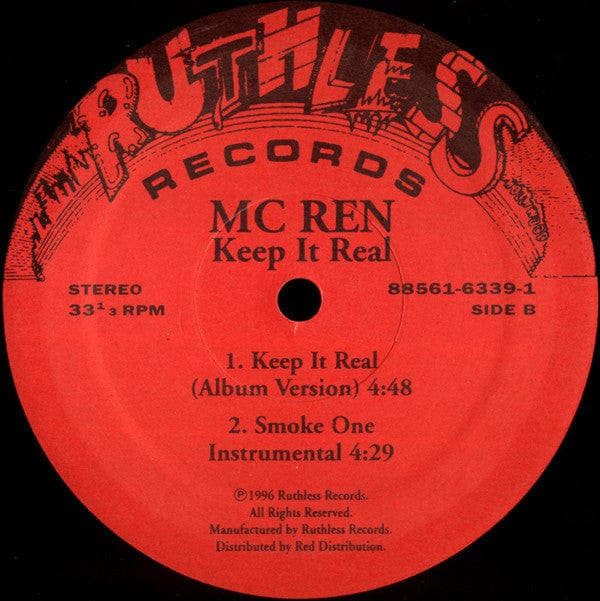 RUTHLESS
RECORDS
MC REN
Keep It Real
STEREO
33 1/3 RPM
88561-6339-1
SIDE B
1. Keep It Real
(Album Version) 4:48
2. Smoke One
Instrumental 4:29
℗1996 Ruthless Records.
All Rights Reserved.
Manufactured by Ruthless Records.
Distributed by Red Distribution.